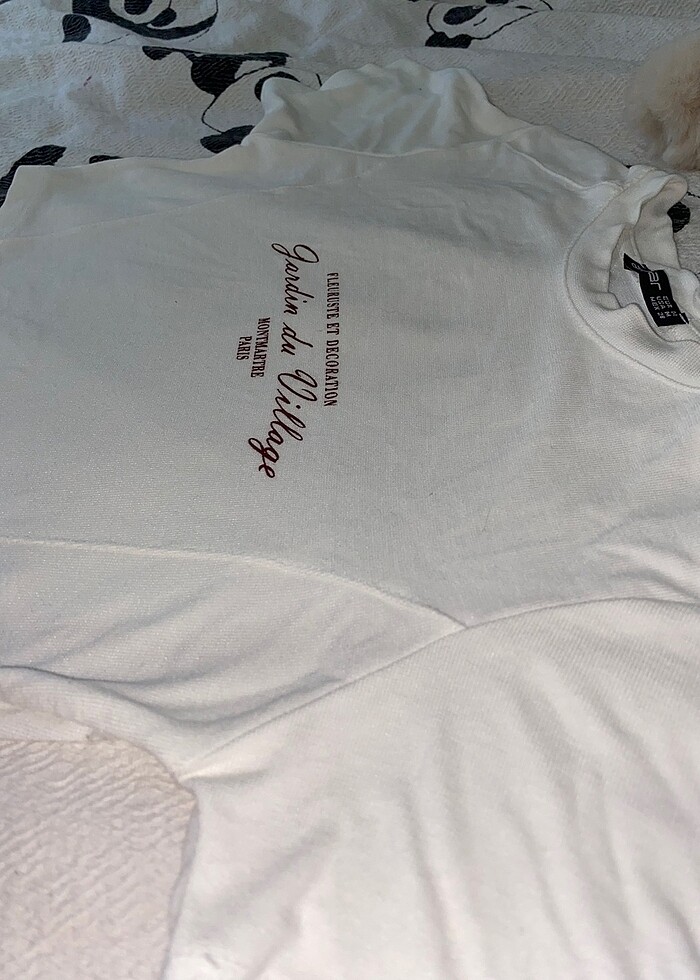 FLEURISTE ET DECORATION
Jardin du Village
MONTMARTRE
PARIS